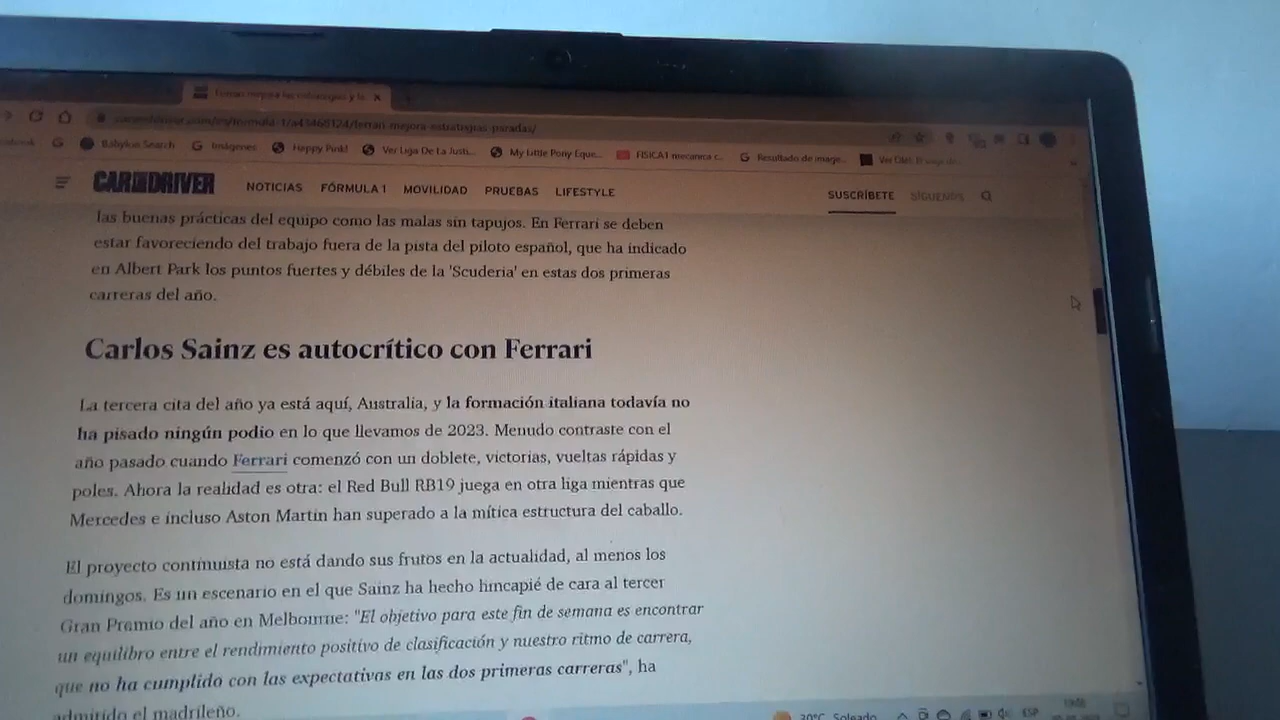 Babylon Search
Imágenes
Happy Pink!
Ver Liga De La Justi...
My Little Pony Eque...
FISICA1 mecanica c...
Resultado de image...
CAR AND DRIVER
NOTICIAS
FÓRMULA 1
MOVILIDAD
PRUEBAS
LIFESTYLE
SUSCRÍBETE
SÍGUENOS
las buenas prácticas del equipo como las malas sin tapujos. En Ferrari se deben
estar favoreciendo del trabajo fuera de la pista del piloto español, que ha indicado
en Albert Park los puntos fuertes y débiles de la 'Scuderia' en estas dos primeras
carreras del año.
Carlos Sainz es autocrítico con Ferrari
La tercera cita del año ya está aquí, Australia, y la formación italiana todavía no
ha pisado ningún podio en lo que llevamos de 2023. Menudo contraste con el
año pasado cuando Ferrari comenzó con un doblete, victorias, vueltas rápidas y
poles. Ahora la realidad es otra: el Red Bull RB19 juega en otra liga mientras que
Mercedes e incluso Aston Martin han superado a la mítica estructura del caballo.
El proyecto continuista no está dando sus frutos en la actualidad, al menos los
domingos. Es un escenario en el que Sainz ha hecho hincapié de cara al tercer
Gran Premio del año en Melbourne: "El objetivo para este fin de semana es encontrar
un equilibro entre el rendimiento positivo de clasificación y nuestro ritmo de carrera,
que no ha cumplido con las expectativas en las dos primeras carreras", ha
admitido el madrileño.
30°C Soleado
ESP